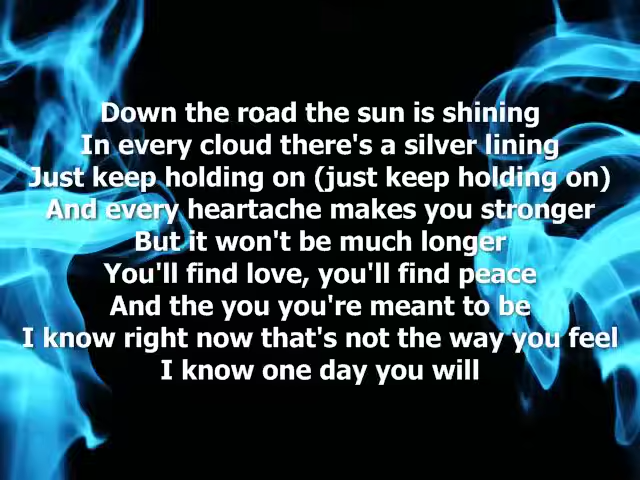 Down the road the sun is shining
In every cloud there's a silver lining
Just keep holding on (just keep holding on)
And every heartache makes you stronger
But it won't be much longer
You'll find love, you'll find peace
And the you you're meant to be
I know right now that's not the way you feel
I know one day you will